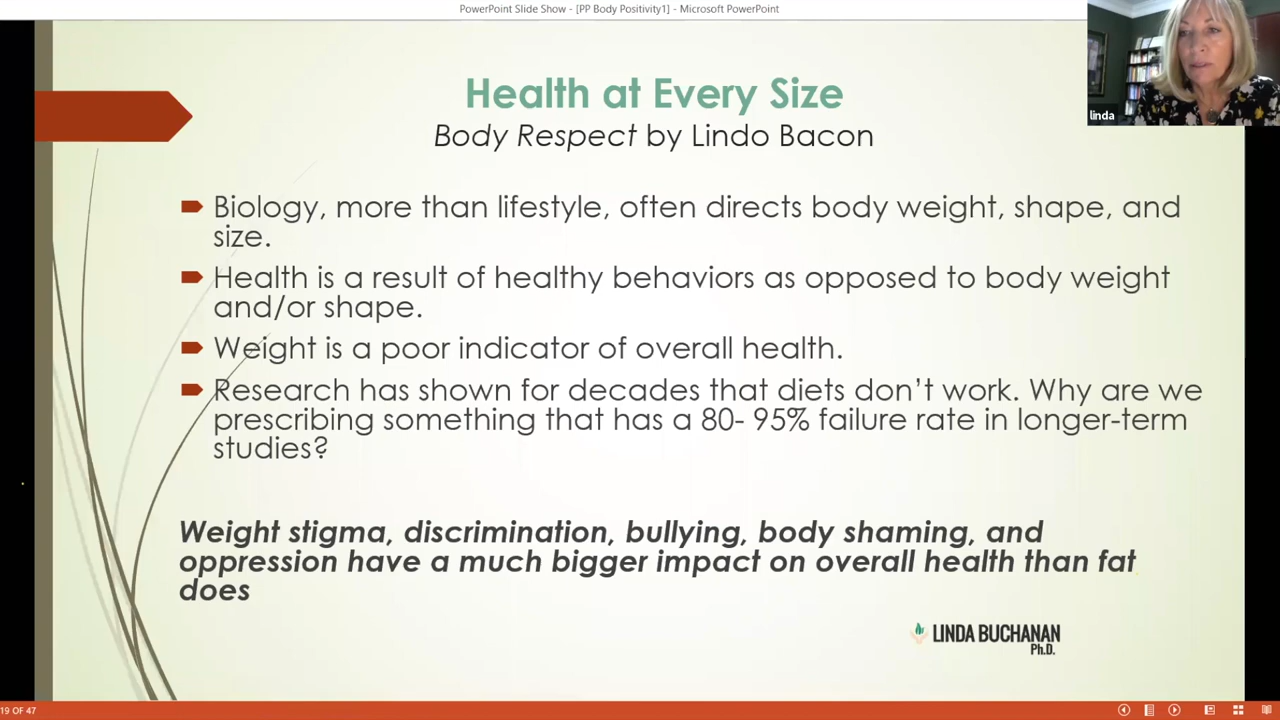 PowerPoint Slide Show - [PP Body Positivity1] - Microsoft PowerPoint
linda
Health at Every Size
Body Respect by Lindo Bacon
Biology, more than lifestyle, often directs body weight, shape, and
size.
Health is a result of healthy behaviors as opposed to body weight
and/or shape.
Weight is a poor indicator of overall health.
Research has shown for decades that diets don’t work. Why are we
prescribing something that has a 80- 95% failure rate in longer-term
studies?
Weight stigma, discrimination, bullying, body shaming, and
oppression have a much bigger impact on overall health than fat
does
LINDA BUCHANAN
Ph.D.
19 OF 47